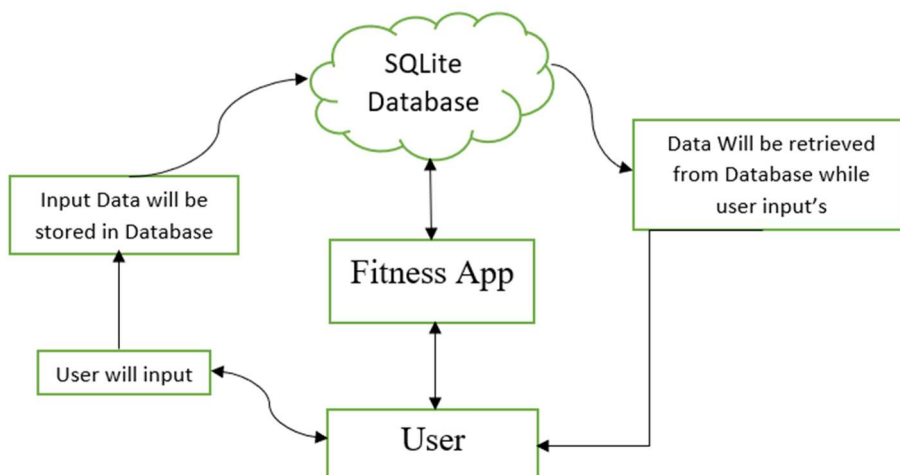 SQLite
Database
Data Will be retrieved
from Database while
user input's
Input Data will be
stored in Database
Fitness App
User will input
User